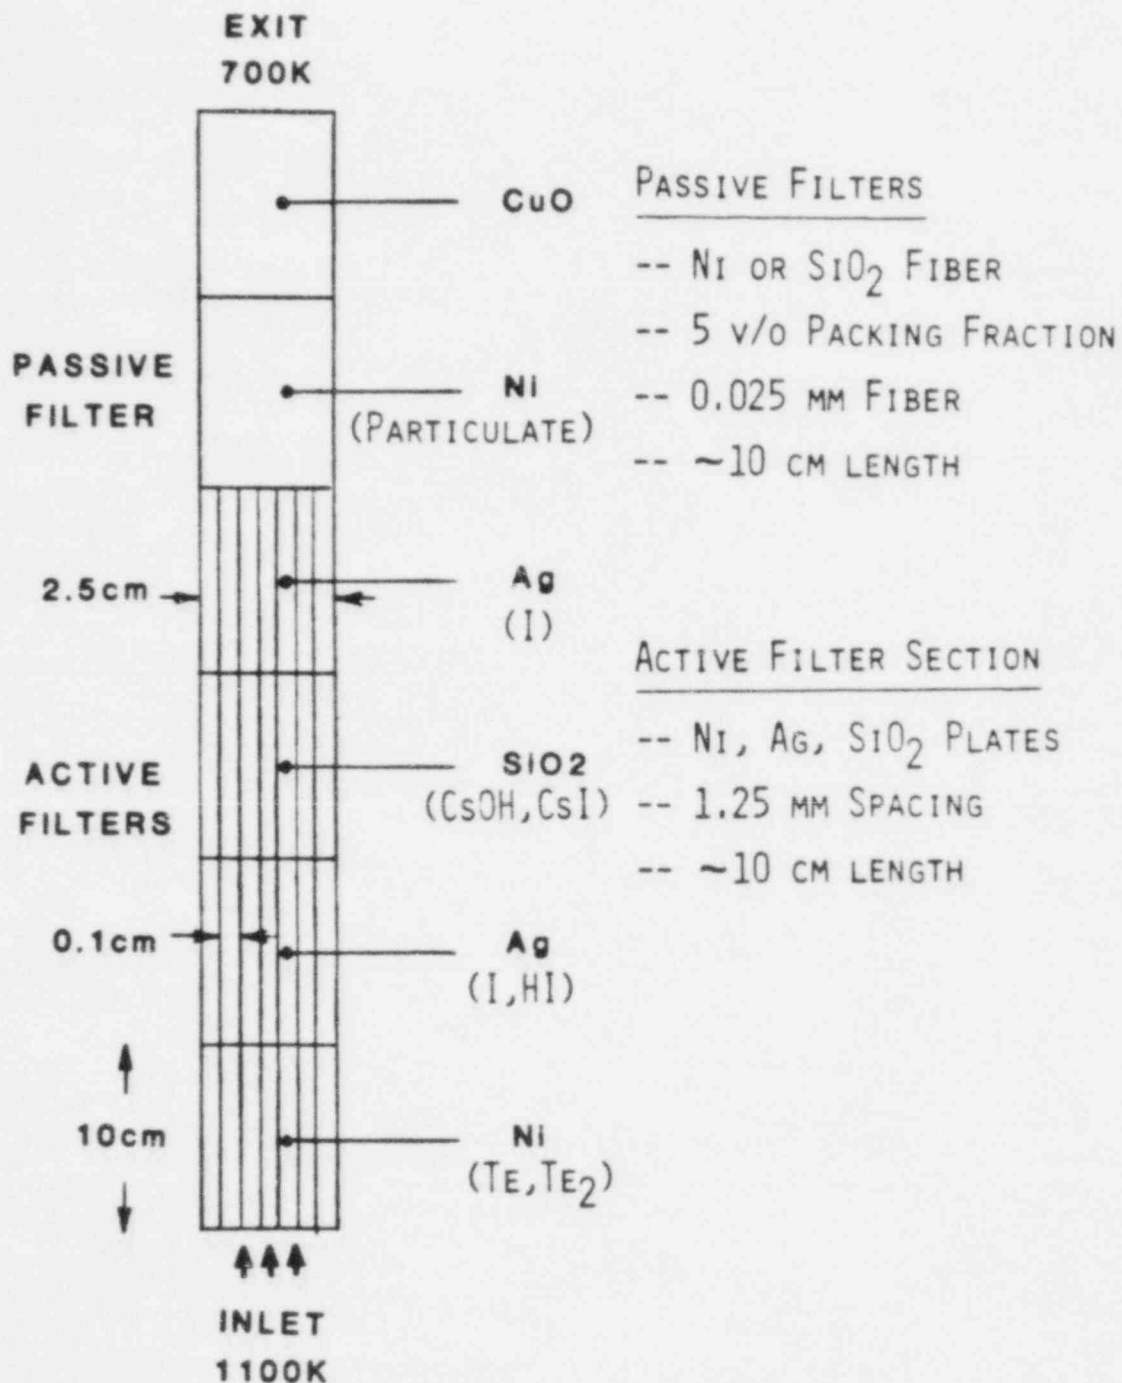 EXIT
700K
CuO
PASSIVE
FILTER
Ni
(PARTICULATE)
2.5cm
Ag
(I)
ACTIVE
FILTERS
SiO2
(CsOH,CsI)
0.1cm
Ag
(I,HI)
10cm
Ni
(TE,TE2)
INLET
1100K
PASSIVE FILTERS
-- NI OR SIO2 FIBER
-- 5 V/O PACKING FRACTION
-- 0.025 MM FIBER
-- ~10 CM LENGTH
ACTIVE FILTER SECTION
-- NI, AG, SIO2 PLATES
-- 1.25 MM SPACING
-- ~10 CM LENGTH